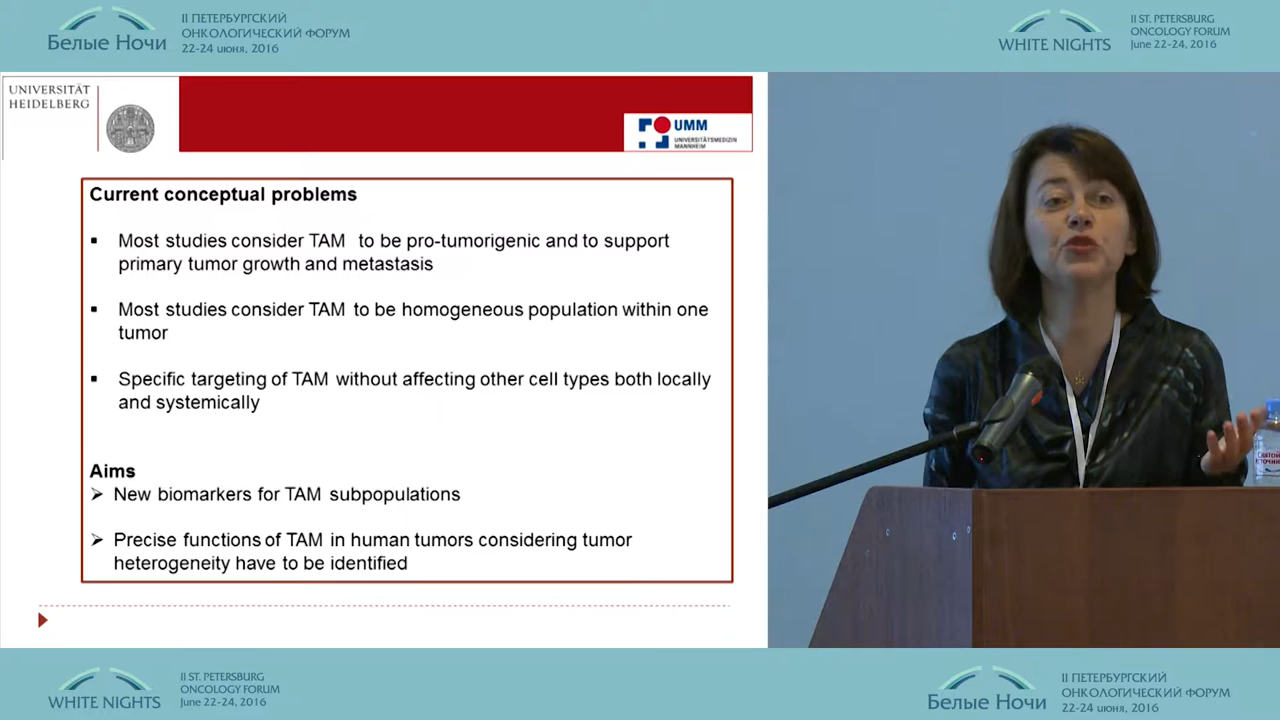 Белые Ночи
II ПЕТЕРБУРГСКИЙ
ОНКОЛОГИЧЕСКИЙ ФОРУМ
22-24 июня, 2016
WHITE NIGHTS
II ST. PETERSBURG
ONCOLOGY FORUM
June 22-24, 2016
UNIVERSITÄT
HEIDELBERG
UMM
UNIVERSITÄTSMEDIZIN
MANNHEIM
Current conceptual problems
▪ Most studies consider TAM to be pro-tumorigenic and to support
primary tumor growth and metastasis
▪ Most studies consider TAM to be homogeneous population within one
tumor
▪ Specific targeting of TAM without affecting other cell types both locally
and systemically
Aims
➢ New biomarkers for TAM subpopulations
➢ Precise functions of TAM in human tumors considering tumor
heterogeneity have to be identified
WHITE NIGHTS
II ST. PETERSBURG
ONCOLOGY FORUM
June 22-24, 2016
Белые Ночи
II ПЕТЕРБУРГСКИЙ
ОНКОЛОГИЧЕСКИЙ ФОРУМ
22-24 июня, 2016